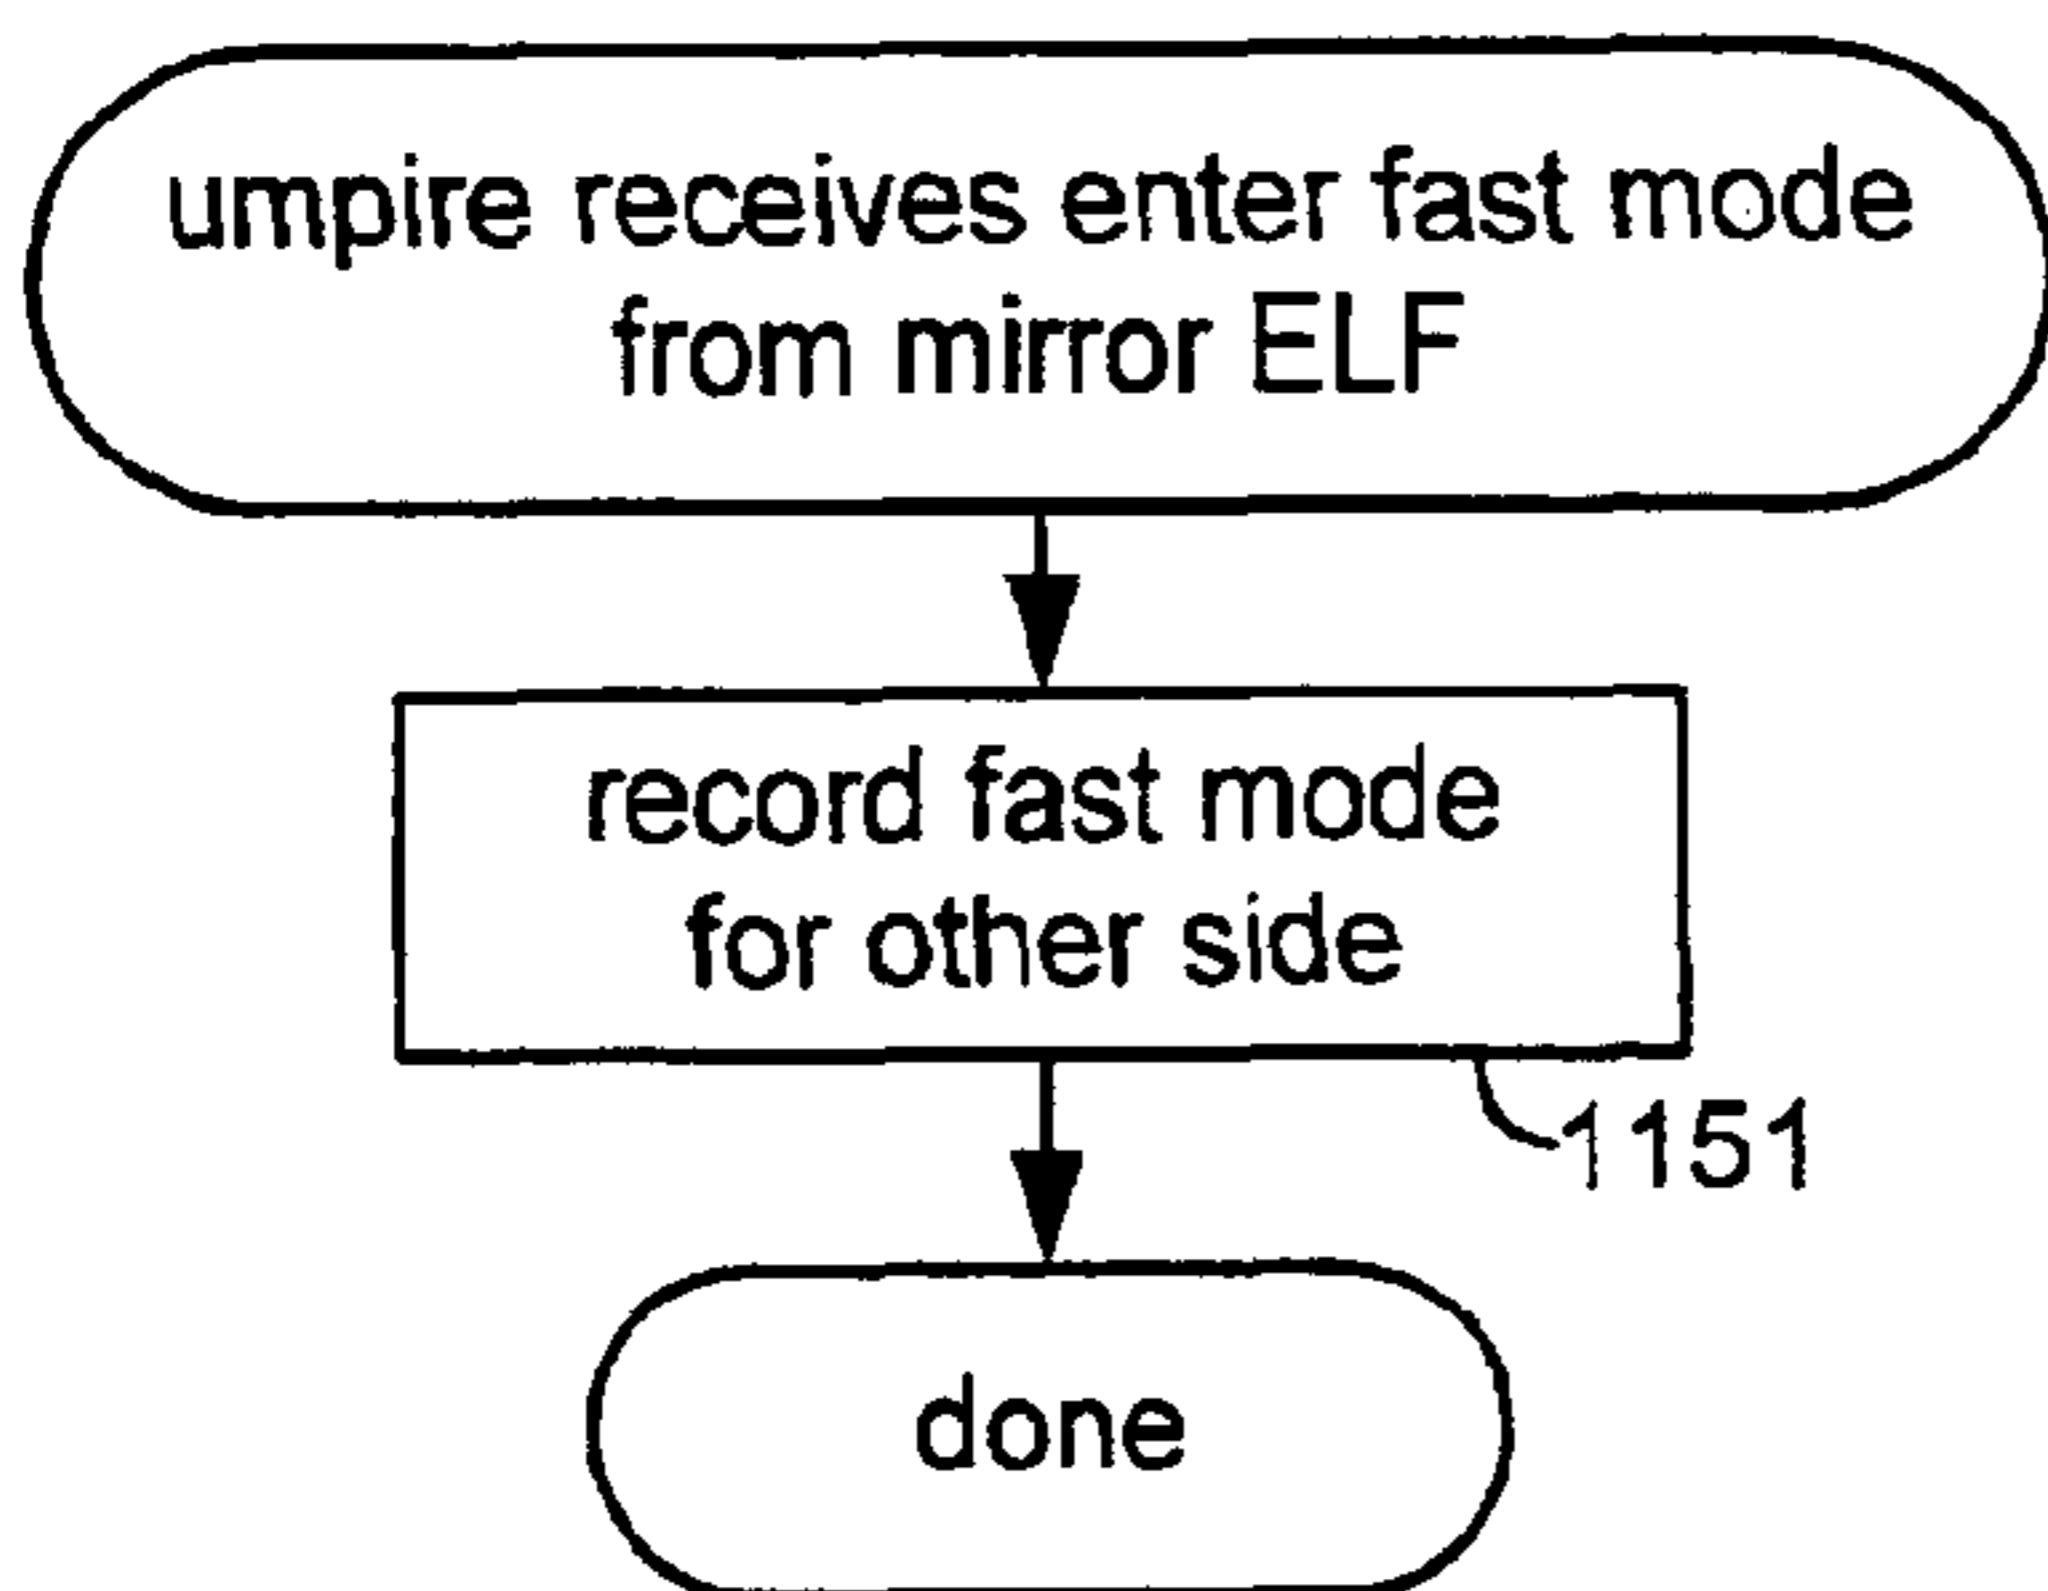 umpire receives enter fast mode
from mirror ELF
record fast mode
for other side
1151
done